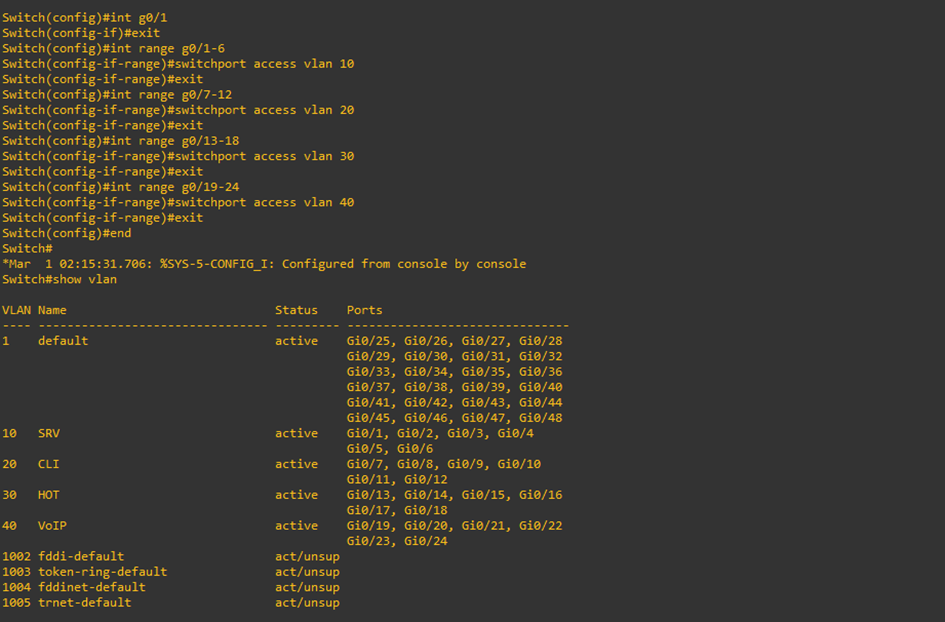 Switch(config)#int g0/1
Switch(config-if)#exit
Switch(config)#int range g0/1-6
Switch(config-if-range)#switchport access vlan 10
Switch(config-if-range)#exit
Switch(config)#int range g0/7-12
Switch(config-if-range)#switchport access vlan 20
Switch(config-if-range)#exit
Switch(config)#int range g0/13-18
Switch(config-if-range)#switchport access vlan 30
Switch(config-if-range)#exit
Switch(config)#int range g0/19-24
Switch(config-if-range)#switchport access vlan 40
Switch(config-if-range)#exit
Switch(config)#end
Switch#
*Mar  1 02:15:31.706: %SYS-5-CONFIG_I: Configured from console by console
Switch#show vlan

VLAN Name                             Status    Ports
---- -------------------------------- --------- -------------------------------
1    default                          active    Gi0/25, Gi0/26, Gi0/27, Gi0/28
                                                Gi0/29, Gi0/30, Gi0/31, Gi0/32
                                                Gi0/33, Gi0/34, Gi0/35, Gi0/36
                                                Gi0/37, Gi0/38, Gi0/39, Gi0/40
                                                Gi0/41, Gi0/42, Gi0/43, Gi0/44
                                                Gi0/45, Gi0/46, Gi0/47, Gi0/48
10   SRV                              active    Gi0/1, Gi0/2, Gi0/3, Gi0/4
                                                Gi0/5, Gi0/6
20   CLI                              active    Gi0/7, Gi0/8, Gi0/9, Gi0/10
                                                Gi0/11, Gi0/12
30   HOT                              active    Gi0/13, Gi0/14, Gi0/15, Gi0/16
                                                Gi0/17, Gi0/18
40   VoIP                             active    Gi0/19, Gi0/20, Gi0/21, Gi0/22
                                                Gi0/23, Gi0/24
1002 fddi-default                     act/unsup
1003 token-ring-default               act/unsup
1004 fddinet-default                  act/unsup
1005 trnet-default                    act/unsup